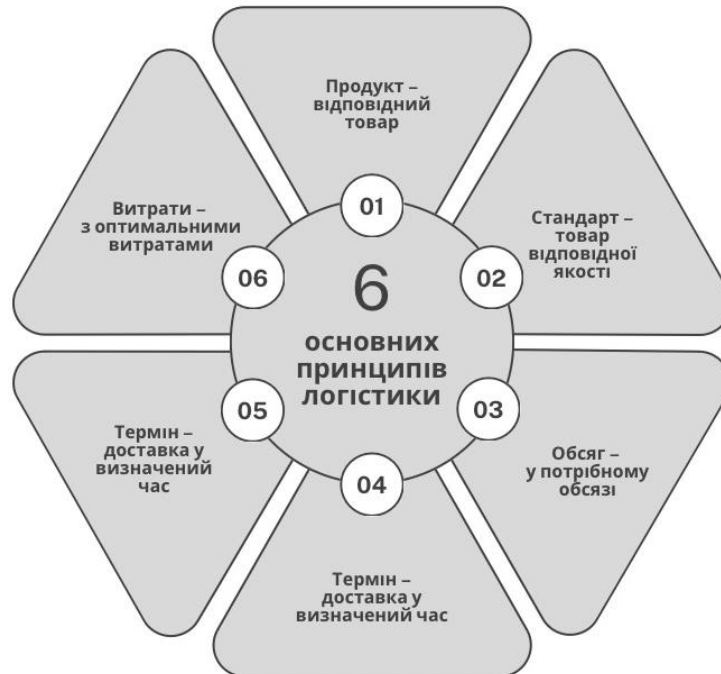 01
Продукт –
відповідний
товар
02
Стандарт –
товар
відповідної
якості
03
Обсяг –
у потрібному
обсязі
04
Термін –
доставка у
визначений час
05
Термін –
доставка у
визначений
час
06
Витрати –
з оптимальними
витратами
6
основних
принципів
логістики